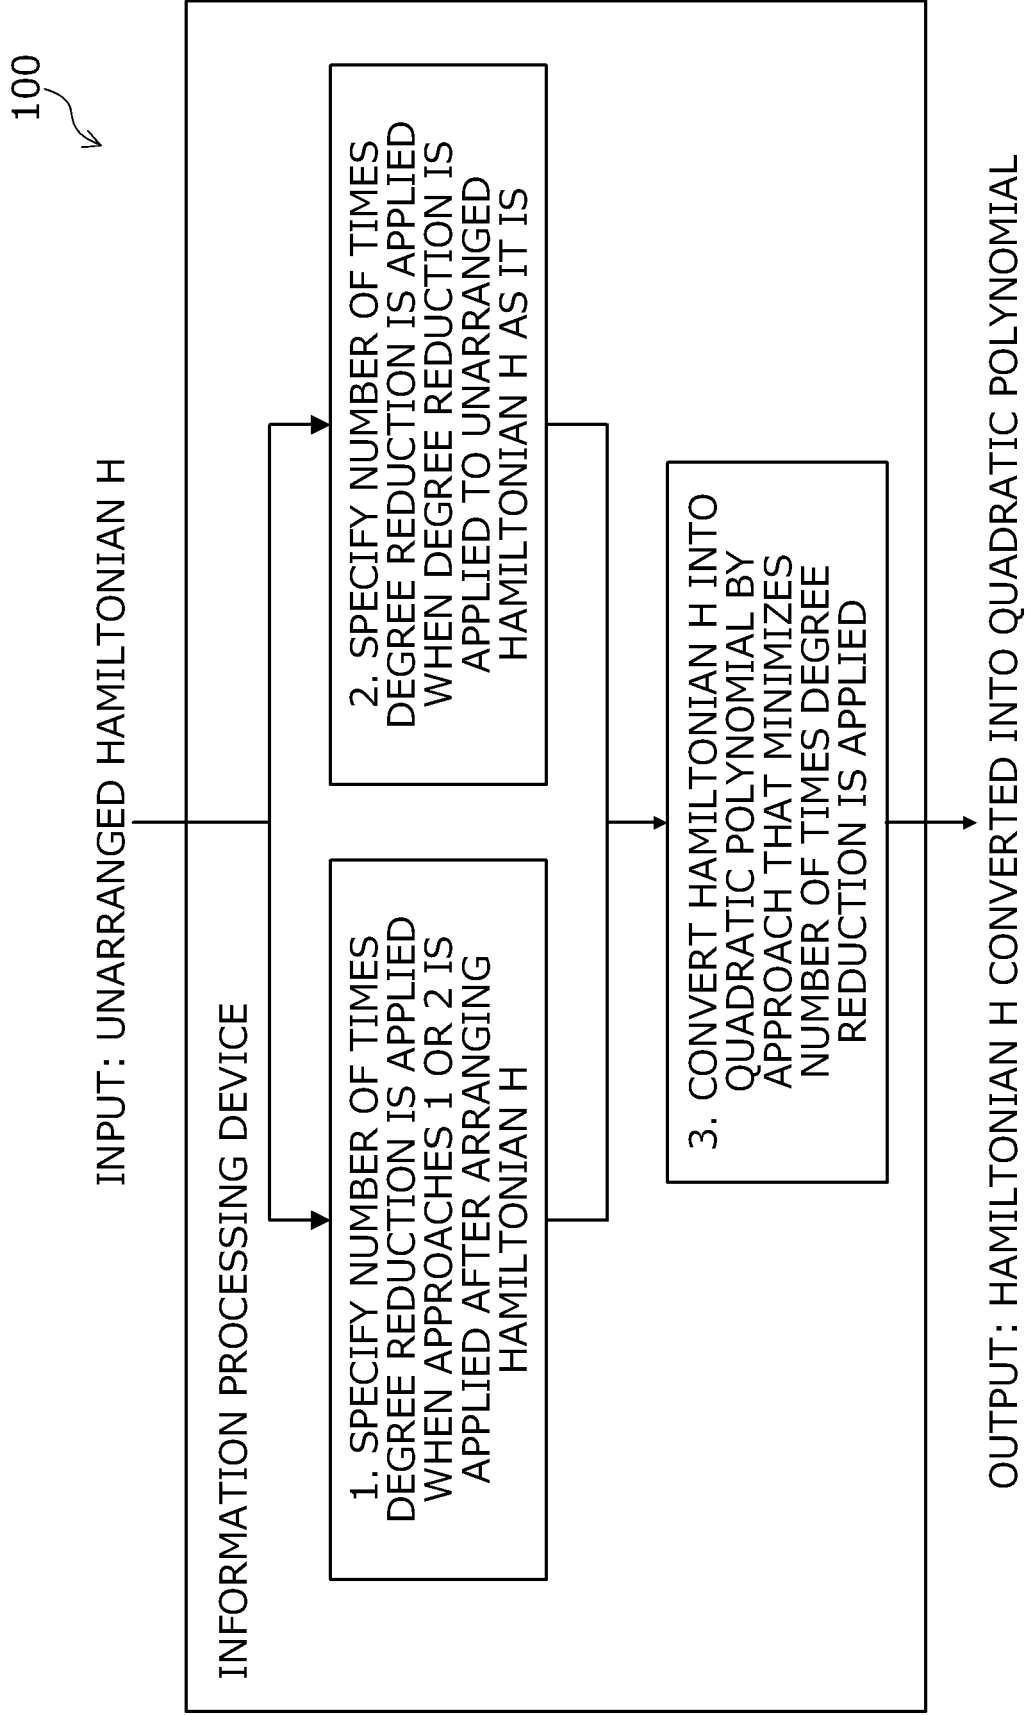 100
INPUT: UNARRANGED HAMILTONIAN H
INFORMATION PROCESSING DEVICE
1. SPECIFY NUMBER OF TIMES
DEGREE REDUCTION IS APPLIED
WHEN APPROACHES 1 OR 2 IS
APPLIED AFTER ARRANGING
HAMILTONIAN H
2. SPECIFY NUMBER OF TIMES
DEGREE REDUCTION IS APPLIED
WHEN DEGREE REDUCTION IS
APPLIED TO UNARRANGED
HAMILTONIAN H AS IT IS
3. CONVERT HAMILTONIAN H INTO
QUADRATIC POLYNOMIAL BY
APPROACH THAT MINIMIZES
NUMBER OF TIMES DEGREE
REDUCTION IS APPLIED
OUTPUT: HAMILTONIAN H CONVERTED INTO QUADRATIC POLYNOMIAL